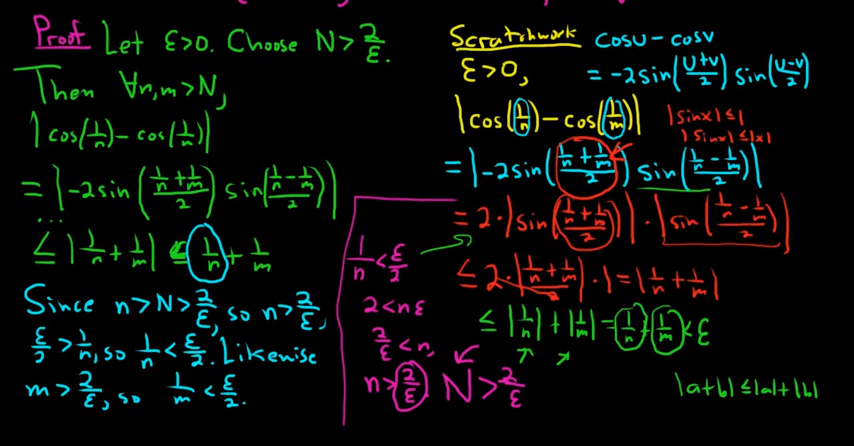 Proof Let ε>0. Choose N > 2/ε.
Then ∀n,m>N,
|cos(1/n) - cos(1/m)|
= |-2sin((1/n + 1/m)/2) sin((1/n - 1/m)/2)|
...
≤ |1/n + 1/m| ≤ 1/n + 1/m
Since n>N>2/ε, so n>2/ε,
ε/2 > 1/n, so 1/n < ε/2. Likewise
m > 2/ε, so 1/m < ε/2.
Scratchwork cosu - cosv
ε>0, = -2sin((u+v)/2) sin((u-v)/2)
|cos(1/n) - cos(1/m)| |sinx| ≤ 1
|sinx| ≤ |x|
= |-2sin((1/n + 1/m)/2) sin((1/n - 1/m)/2)|
= 2·|sin((1/n + 1/m)/2)|·|sin((1/n - 1/m)/2)|
≤ 2·|(1/n + 1/m)/2|·1 = |1/n + 1/m|
≤ |1/n| + |1/m| = 1/n + 1/m < ε
|a+b| ≤ |a|+|b|
1/n < ε/2
2 < nε
2/ε < n,
n > 2/ε. N > 2/ε